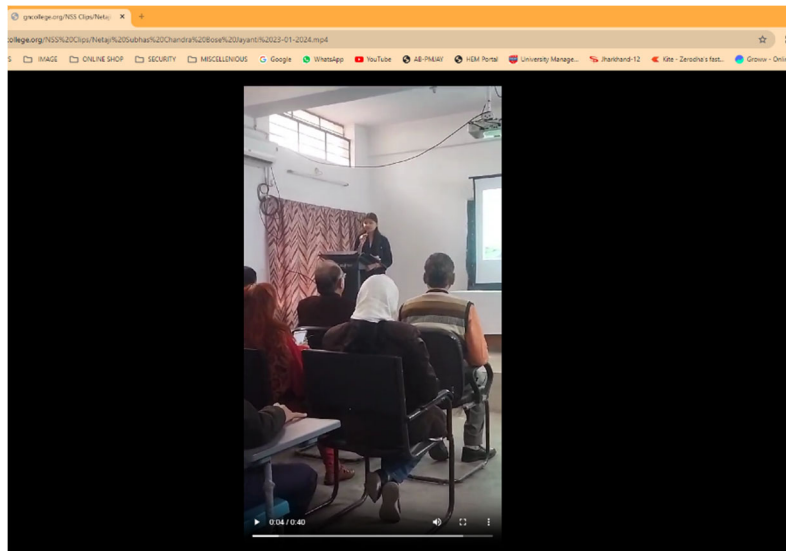 gncollege.org/NSS Clips/Netaji
college.org/NSS%20Clips/Netaji%20Subhas%20Chandra%20Bose%20Jayanti%2023-01-2024.mp4
S IMAGE ONLINE SHOP SECURITY MISCELLENIOUS Google WhatsApp YouTube AB-PMJAY HEM Portal University Manage... Jharkhand-12 Kite - Zerodha's fast... Groww - Onli
0:04 / 0:40